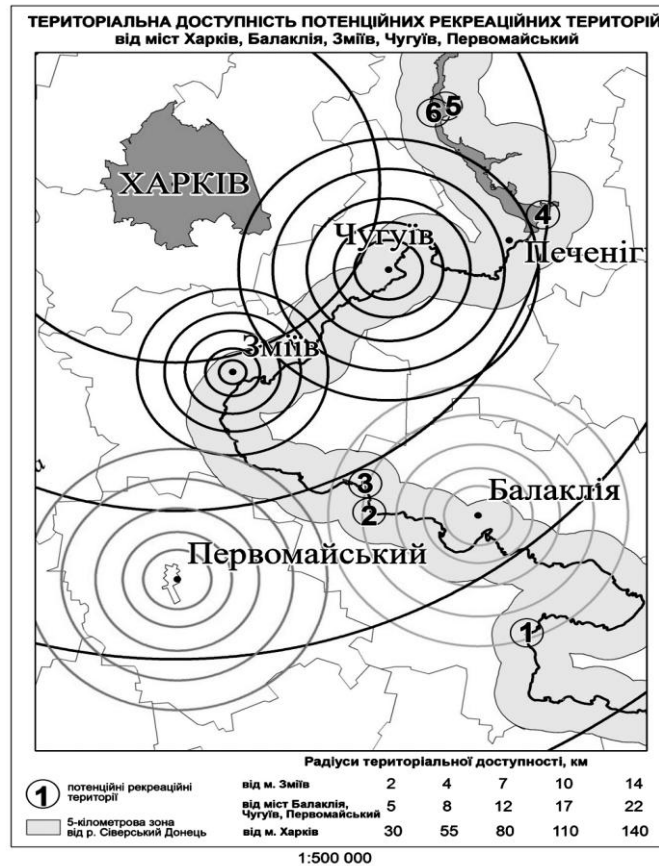 ТЕРИТОРІАЛЬНА ДОСТУПНІСТЬ ПОТЕНЦІЙНИХ РЕКРЕАЦІЙНИХ ТЕРИТОРІЙ
від міст Харків, Балаклія, Зміїв, Чугуїв, Первомайський
6 5
ХАРКІВ
4
Чугуїв
Печеніг
Зміїв
3
Балаклія
2
Первомайський
1
Радіуси територіальної доступності, км
1 потенційні рекреаційні території
від м. Зміїв 2 4 7 10 14
від міст Балаклія, Чугуїв, Первомайський 5 8 12 17 22
5-кілометрова зона від р. Сіверський Донець
від м. Харків 30 55 80 110 140
1:500 000